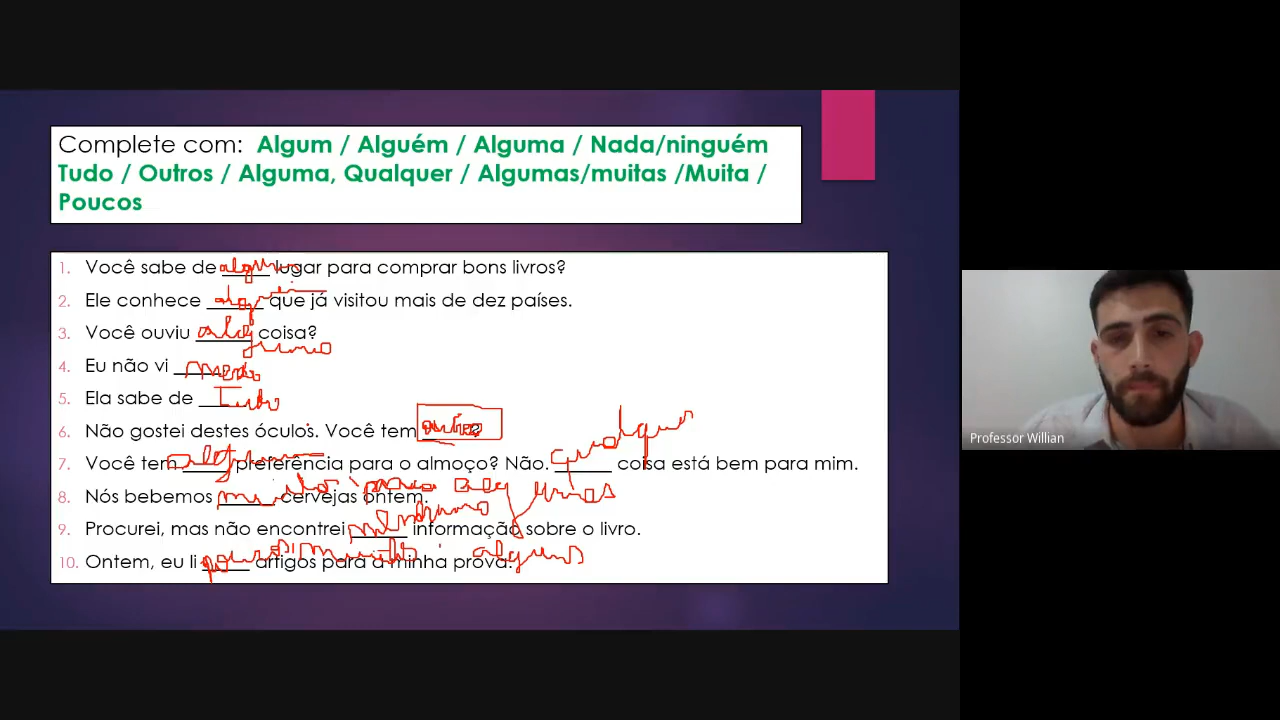 Complete com: Algum / Alguém / Alguma / Nada/ninguém
Tudo / Outros / Alguma, Qualquer / Algumas/muitas /Muita /
Poucos
1. Você sabe de algum lugar para comprar bons livros?
2. Ele conhece ______ que já visitou mais de dez países.
3. Você ouviu alguma coisa?
4. Eu não vi nada
5. Ela sabe de Tudo
6. Não gostei destes óculos. Você tem ______?
7. Você tem alguma preferência para o almoço? Não. qualquer coisa está bem para mim.
8. Nós bebemos ______ cervejas ontem.
9. Procurei, mas não encontrei ______ informação sobre o livro.
10. Ontem, eu li poucos artigos para a minha prova. alguns
Professor Willian